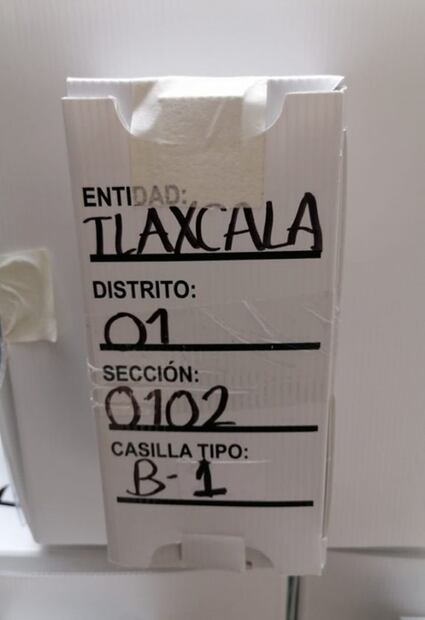 ENTIDAD:
TLAXCALA
DISTRITO:
01
SECCIÓN:
0102
CASILLA TIPO:
B-1